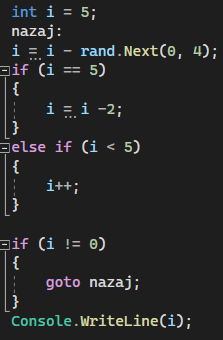 int i = 5;
nazaj:
i = i - rand.Next(0, 4);
if (i == 5)
{
i = i -2;
}
else if (i < 5)
{
i++;
}
if (i != 0)
{
goto nazaj;
}
Console.WriteLine(i);